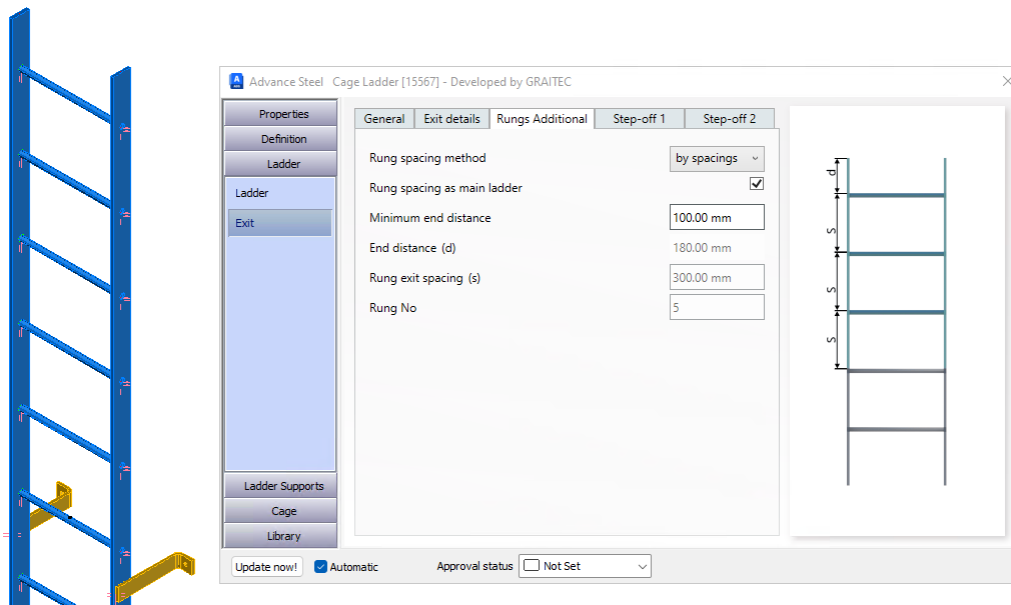 A
Advance Steel Cage Ladder [15567] - Developed by GRAITEC
Properties
Definition
Ladder
Ladder
Exit
Ladder Supports
Cage
Library
General Exit details Rungs Additional Step-off 1 Step-off 2
Rung spacing method by spacings
Rung spacing as main ladder
Minimum end distance 100.00 mm
End distance (d) 180.00 mm
Rung exit spacing (s) 300.00 mm
Rung No 5
d
S
S
S
Update now! Automatic Approval status Not Set